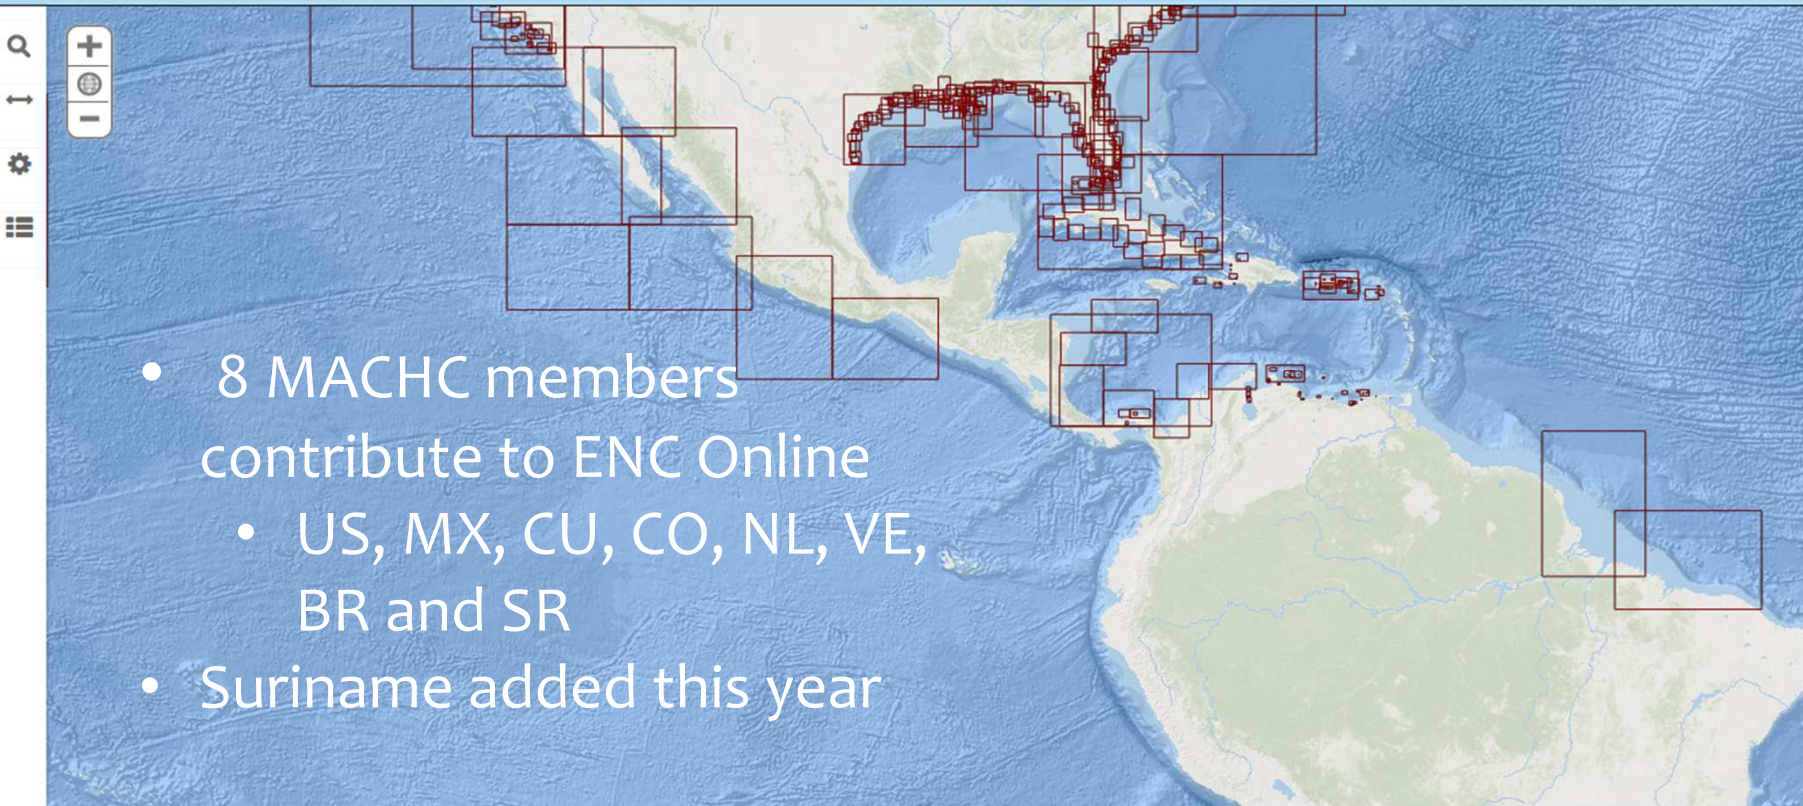 • 8 MACHC members
contribute to ENC Online
• US, MX, CU, CO, NL, VE,
BR and SR
• Suriname added this year